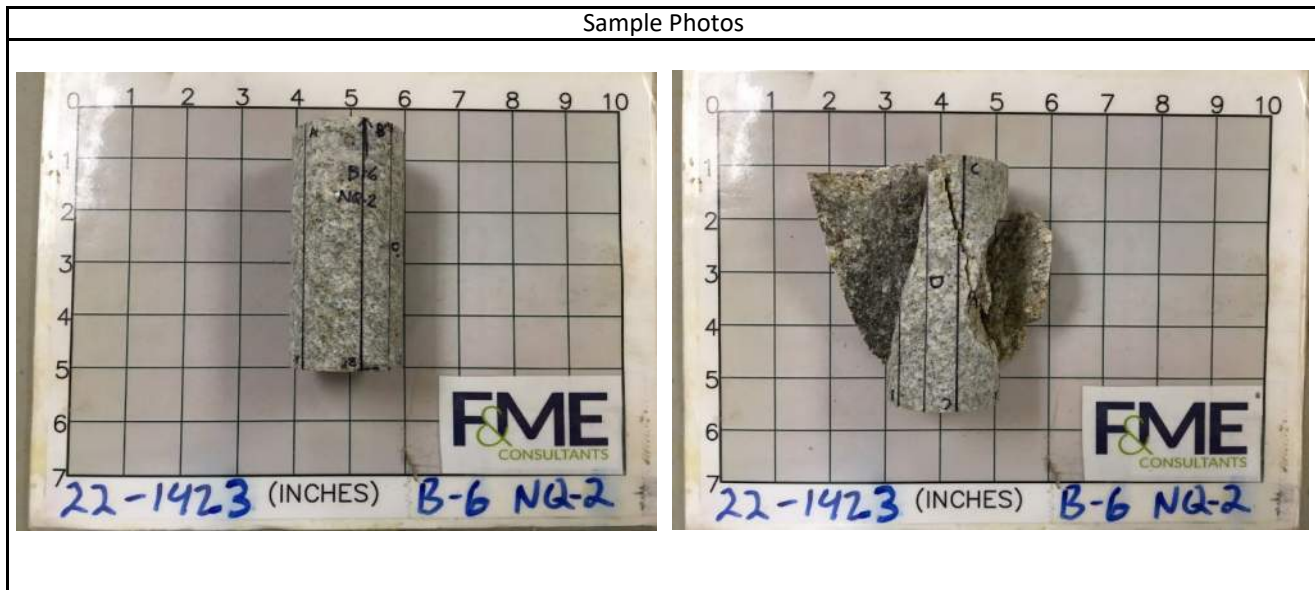 Sample Photos
0 1 2 3 4 5 6 7 8 9 10
1
2
3
4
5
6
7
A B
B-6
NQ-2
C
F&ME
CONSULTANTS
22-1423 (INCHES) B-6 NQ-2
0 1 2 3 4 5 6 7 8 9 10
1
2
3
4
5
6
7
C
D
F&ME
CONSULTANTS
22-1423 (INCHES) B-6 NQ-2